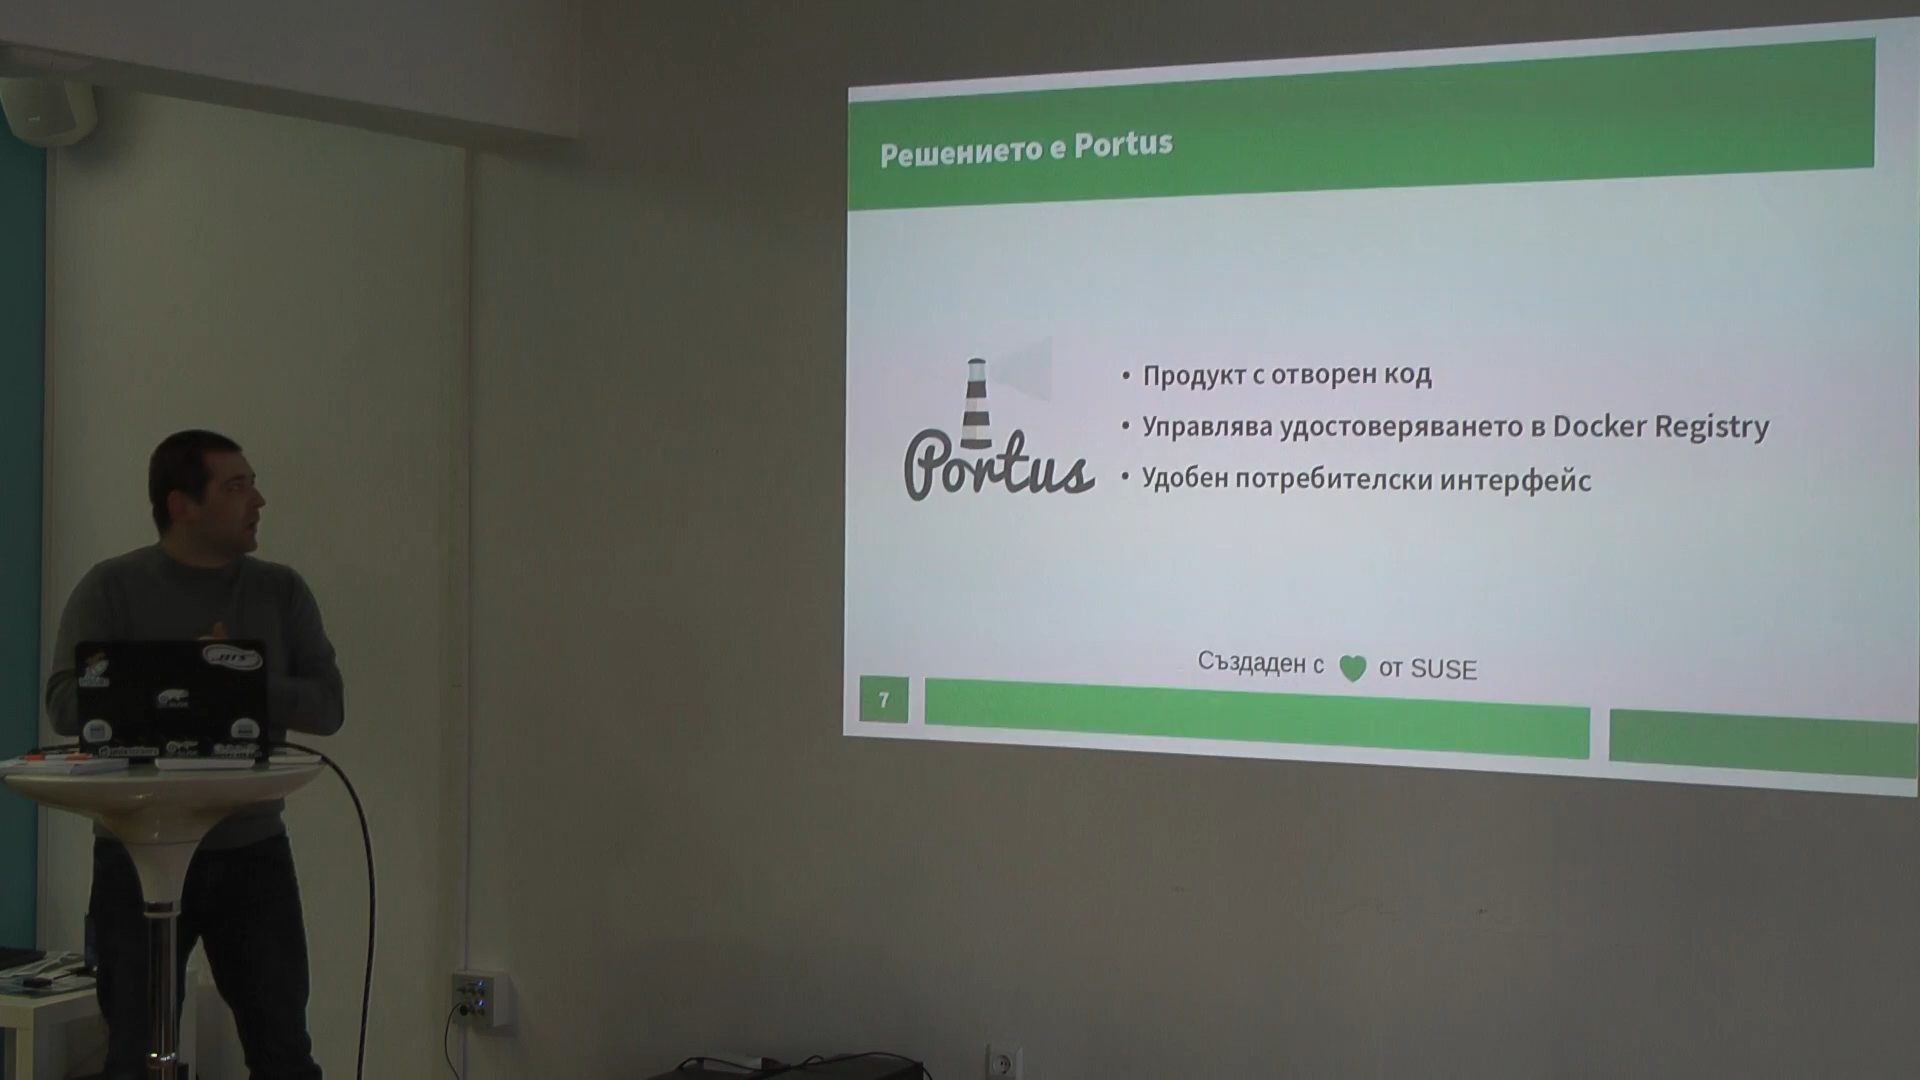 Решението е Portus
Portus
• Продукт с отворен код
• Управлява удостоверяването в Docker Registry
• Удобен потребителски интерфейс
Създаден с от SUSE
7